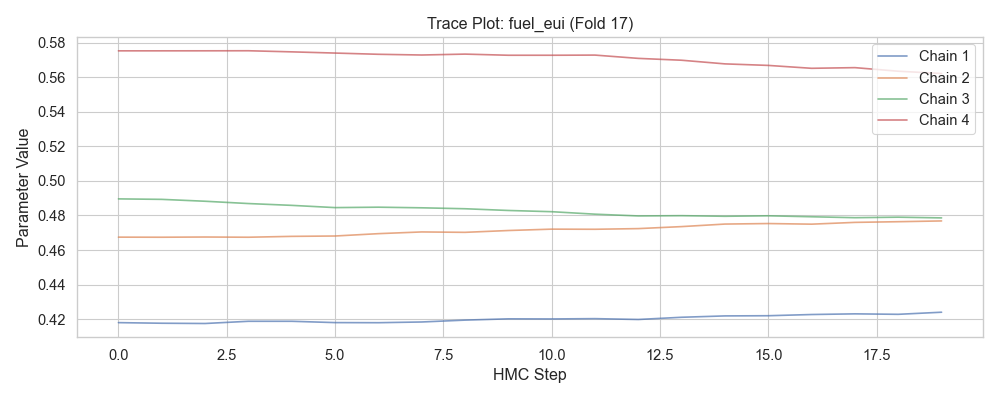 Trace Plot: fuel_eui (Fold 17)
Parameter Value
0.58
0.56
0.54
0.52
0.50
0.48
0.46
0.44
0.42
Chain 1
Chain 2
Chain 3
Chain 4
0.0 2.5 5.0 7.5 10.0 12.5 15.0 17.5
HMC Step